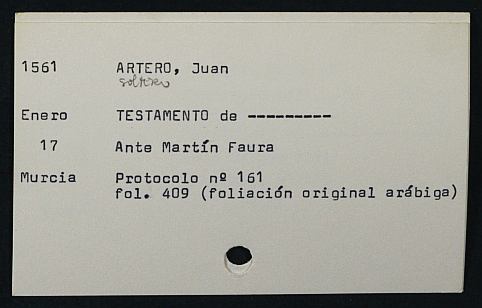 1561 ARTERO, Juan
soltero
Enero TESTAMENTO de ---------
17 Ante Martín Faura
Murcia Protocolo nº 161
fol. 409 (foliación original arábiga)